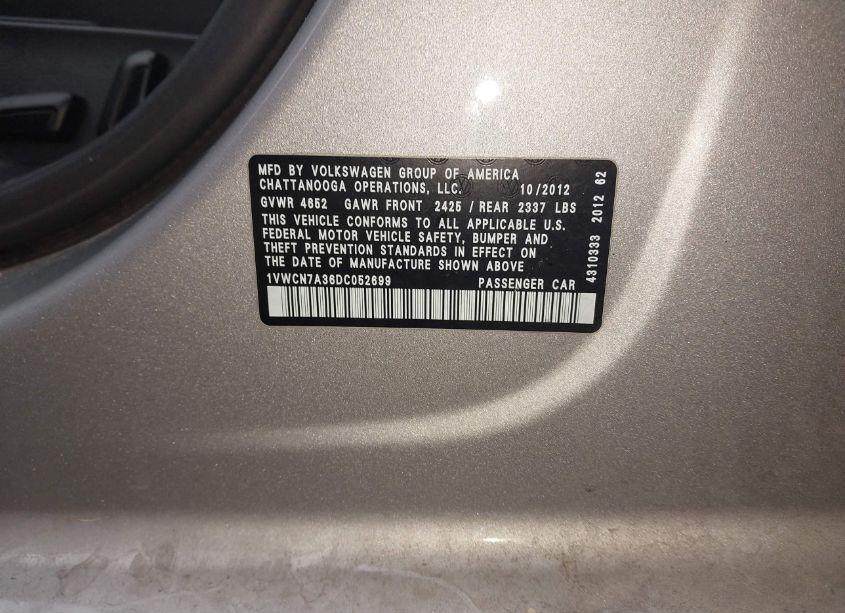 MFD BY VOLKSWAGEN GROUP OF AMERICA
CHATTANOOGA OPERATIONS, LLC. 10/2012
GVWR 4652 GAWR FRONT 2425 / REAR 2337 LBS
THIS VEHICLE CONFORMS TO ALL APPLICABLE U.S.
FEDERAL MOTOR VEHICLE SAFETY, BUMPER AND
THEFT PREVENTION STANDARDS IN EFFECT ON
THE DATE OF MANUFACTURE SHOWN ABOVE
1VWCN7A36DC052699 PASSENGER CAR
4310333 2012 62